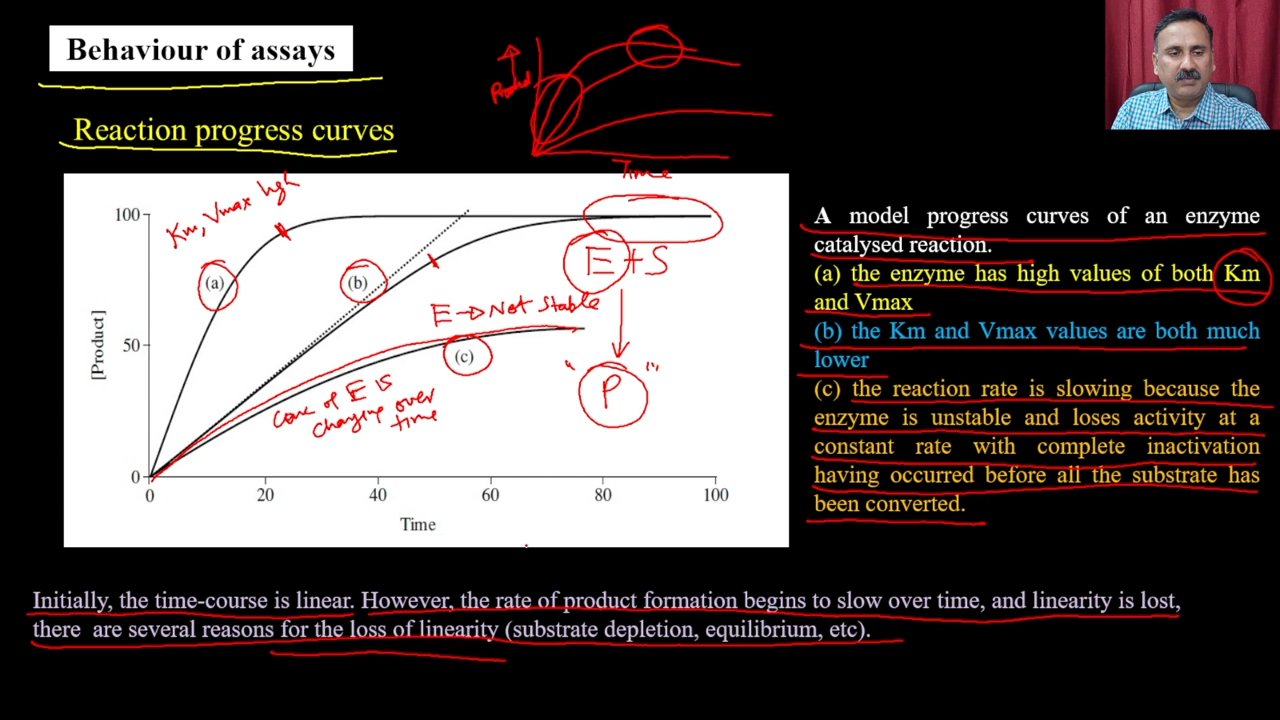 Behaviour of assays
Reaction progress curves
Product
Time
Km, Vmax high
100
50
0
[Product]
(a)
(b)
(c)
E + S
E → Not stable
P
conc of E is
changing over
time
0 20 40 60 80 100
Time
A model progress curves of an enzyme
catalysed reaction.
(a) the enzyme has high values of both Km
and Vmax
(b) the Km and Vmax values are both much
lower
(c) the reaction rate is slowing because the
enzyme is unstable and loses activity at a
constant rate with complete inactivation
having occurred before all the substrate has
been converted.
Initially, the time-course is linear. However, the rate of product formation begins to slow over time, and linearity is lost,
there are several reasons for the loss of linearity (substrate depletion, equilibrium, etc).